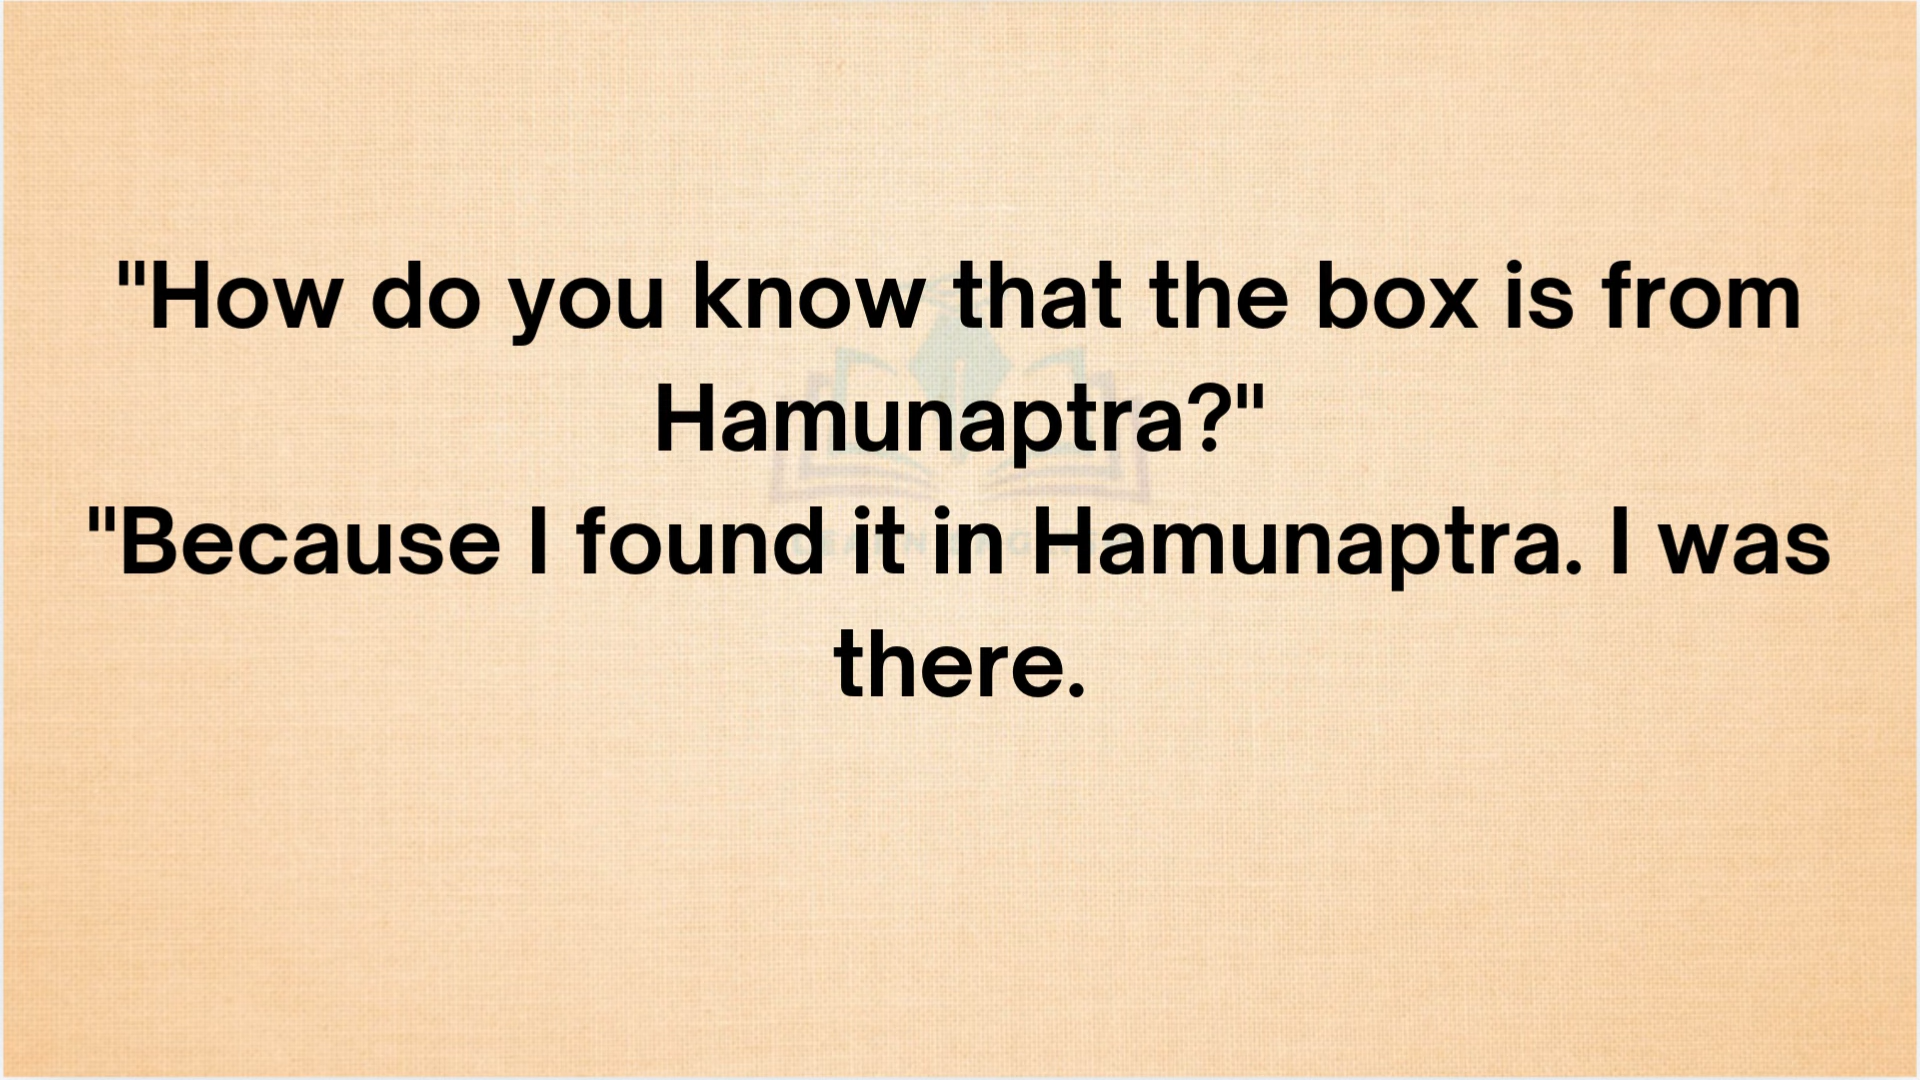 "How do you know that the box is from
Hamunaptra?"
"Because I found it in Hamunaptra. I was
there.